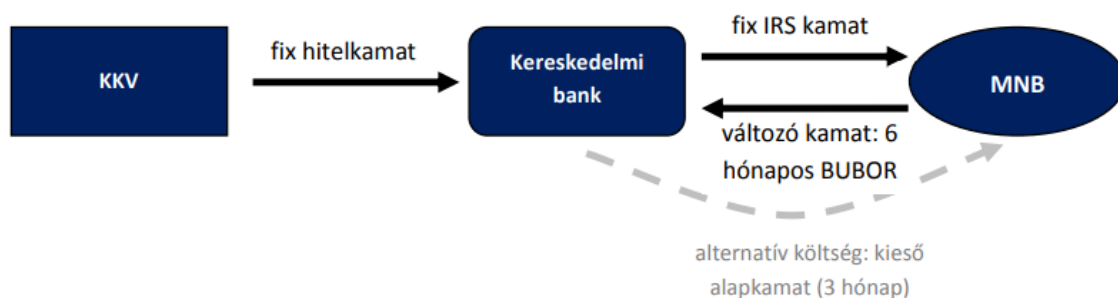 fix hitelkamat
fix IRS kamat
KKV
Kereskedelmi
bank
MNB
változó kamat: 6
hónapos BUBOR
alternatív költség: kieső
alapkamat (3 hónap)